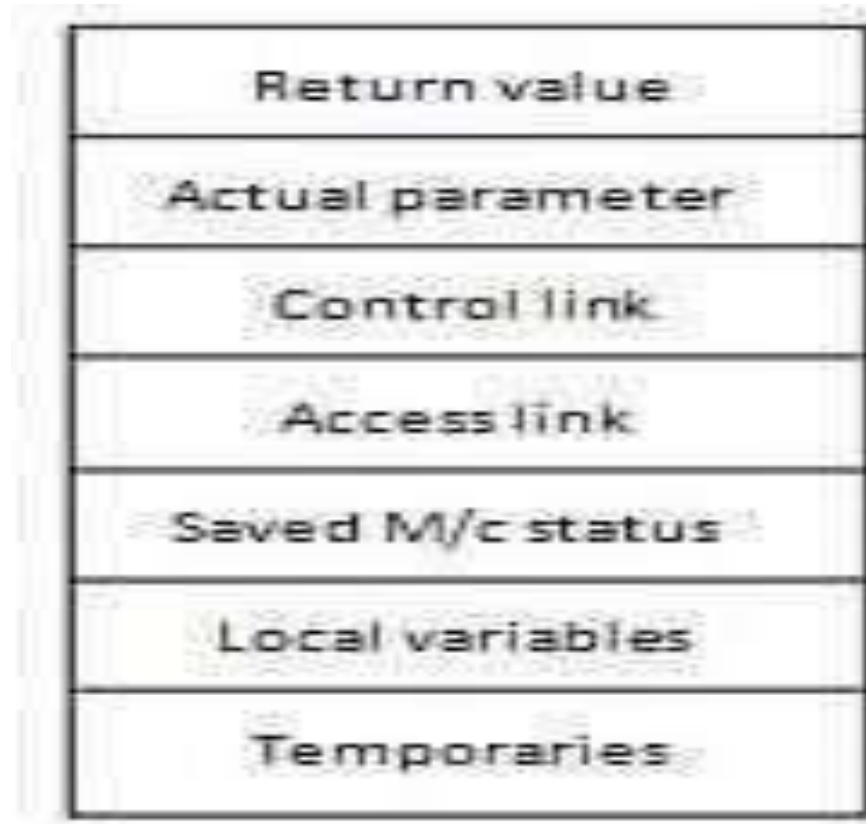 Return value
Actual parameter
Control link
Access link
Saved M/c status
Local variables
Temporaries